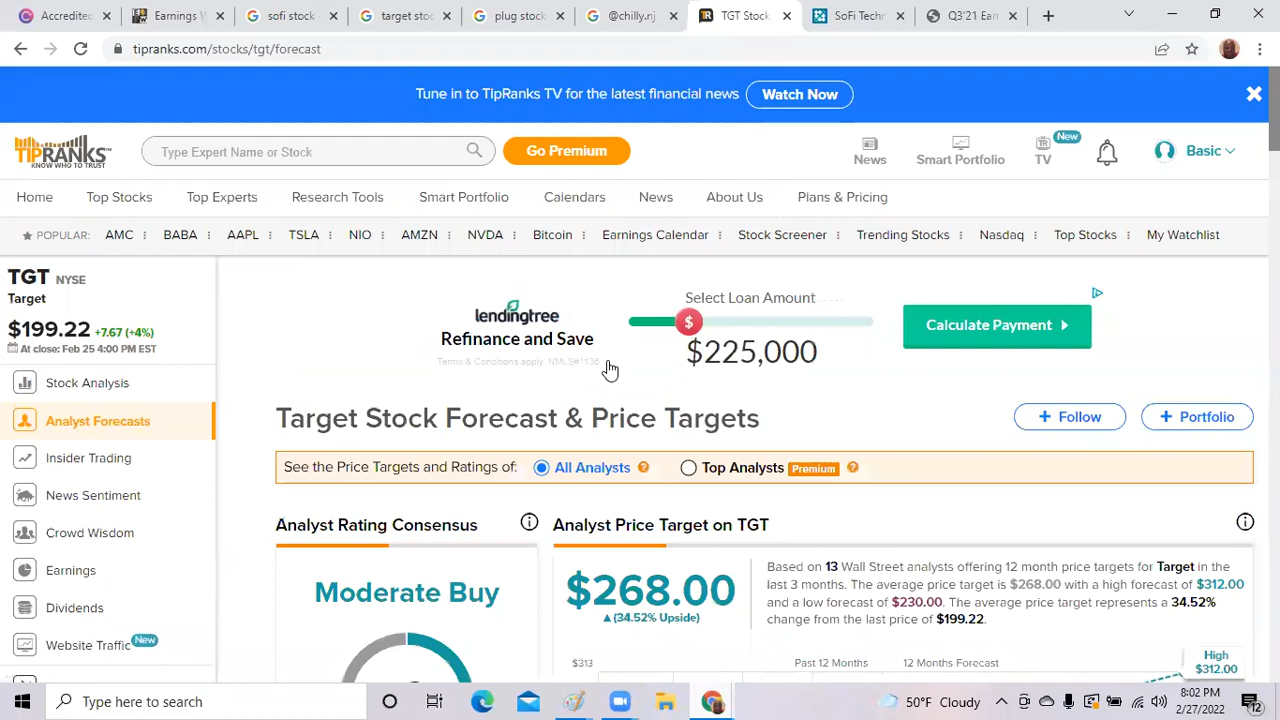 Accredited
Earnings W
sofi stock -
target stoc
plug stock
@chilly.nj
TGT Stock
SoFi Techn
Q3'21 Ear
tipranks.com/stocks/tgt/forecast
Tune in to TipRanks TV for the latest financial news
Watch Now
TIPRANKS
KNOW WHO TO TRUST
Type Expert Name or Stock
Go Premium
News
Smart Portfolio
TV
New
Basic
Home
Top Stocks
Top Experts
Research Tools
Smart Portfolio
Calendars
News
About Us
Plans & Pricing
POPULAR:
AMC
BABA
AAPL
TSLA
NIO
AMZN
NVDA
Bitcoin
Earnings Calendar
Stock Screener
Trending Stocks
Nasdaq
Top Stocks
My Watchlist
TGT NYSE
Target
$199.22 +7.67 (+4%)
At close: Feb 25 4:00 PM EST
Stock Analysis
Analyst Forecasts
Insider Trading
News Sentiment
Crowd Wisdom
Earnings
Dividends
Website Traffic New
lendingtree
Refinance and Save
Terms & Conditions apply. NMLS#1136
Select Loan Amount
$
$225,000
Calculate Payment
Target Stock Forecast & Price Targets
+ Follow
+ Portfolio
See the Price Targets and Ratings of:
All Analysts
Top Analysts Premium
Analyst Rating Consensus
Moderate Buy
Analyst Price Target on TGT
$268.00
▲(34.52% Upside)
Based on 13 Wall Street analysts offering 12 month price targets for Target in the
last 3 months. The average price target is $268.00 with a high forecast of $312.00
and a low forecast of $230.00. The average price target represents a 34.52%
change from the last price of $199.22.
$313
Past 12 Months
12 Months Forecast
High
$312.00
Type here to search
50°F Cloudy
8:02 PM
2/27/2022
12